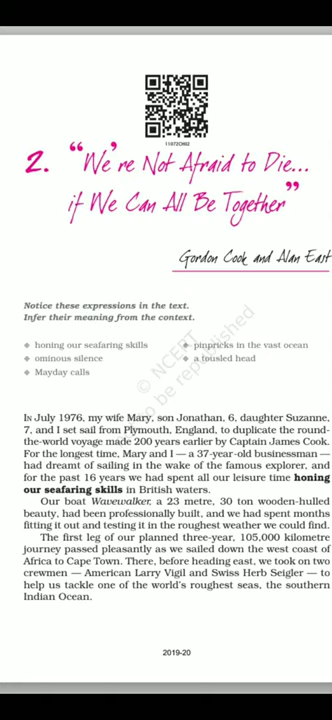 11072CH02
2. "We're Not Afraid to Die...
if We Can All Be Together"
Gordon Cook and Alan East
Notice these expressions in the text.
Infer their meaning from the context.
❖ honing our seafaring skills ❖ pinpricks in the vast ocean
❖ ominous silence ❖ a tousled head
❖ Mayday calls
© NCERT
not to be republished
IN July 1976, my wife Mary, son Jonathan, 6, daughter Suzanne,
7, and I set sail from Plymouth, England, to duplicate the round-
the-world voyage made 200 years earlier by Captain James Cook.
For the longest time, Mary and I — a 37-year-old businessman —
had dreamt of sailing in the wake of the famous explorer, and
for the past 16 years we had spent all our leisure time honing
our seafaring skills in British waters.
Our boat Wavewalker, a 23 metre, 30 ton wooden-hulled
beauty, had been professionally built, and we had spent months
fitting it out and testing it in the roughest weather we could find.
The first leg of our planned three-year, 105,000 kilometre
journey passed pleasantly as we sailed down the west coast of
Africa to Cape Town. There, before heading east, we took on two
crewmen — American Larry Vigil and Swiss Herb Seigler — to
help us tackle one of the world's roughest seas, the southern
Indian Ocean.
2019-20